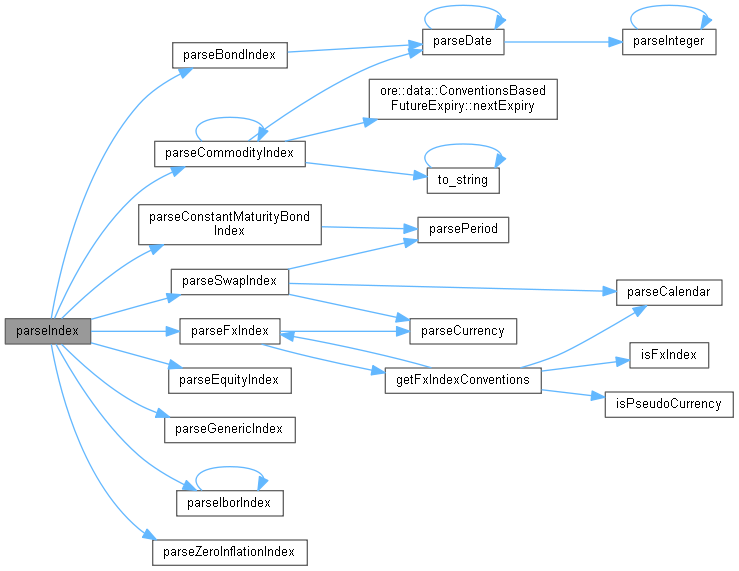 parseBondIndex
parseDate
parseInteger
ore::data::ConventionsBased
FutureExpiry::nextExpiry
parseCommodityIndex
to_string
parseConstantMaturityBond
Index
parsePeriod
parseSwapIndex
parseCalendar
parseIndex
parseFxIndex
parseCurrency
isFxIndex
parseEquityIndex
getFxIndexConventions
isPseudoCurrency
parseGenericIndex
parseIborIndex
parseZeroInflationIndex